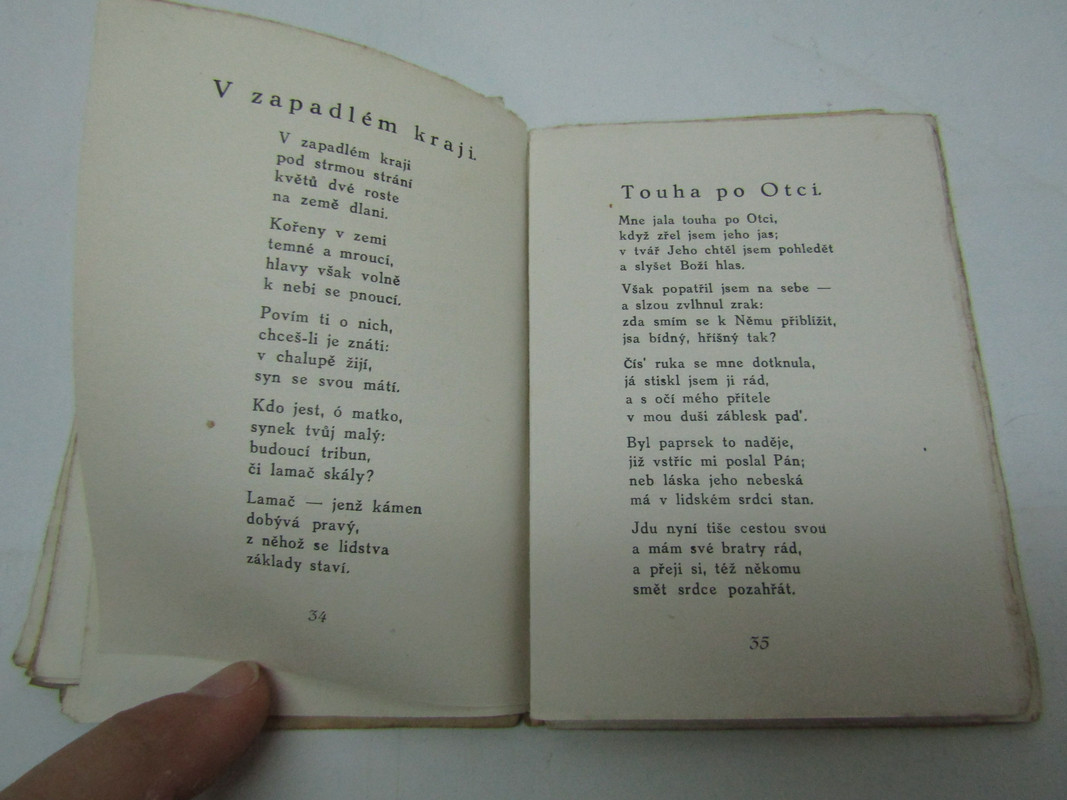 V zapadlém kraji.
V zapadlém kraji
pod strmou strání
květů dvé roste
na země dlani.
Kořeny v zemi
temné a mroucí,
hlavy však volně
k nebi se pnoucí.
Povím ti o nich,
chceš-li je znáti:
v chalupě žijí,
syn se svou mátí.
Kdo jest, ó matko,
synek tvůj malý:
budoucí tribun,
či lamač skály?
Lamač — jenž kámen
dobývá pravý,
z něhož se lidstva
základy staví.
34
Touha po Otci.
Mne jala touha po Otci,
když zřel jsem jeho jas;
v tvář Jeho chtěl jsem pohledět
a slyšet Boží hlas.
Však popatřil jsem na sebe —
a slzou zvlhnul zrak:
zda smím se k Němu přiblížit,
jsa bídný, hříšný tak?
Čís' ruka se mne dotknula,
já stiskl jsem ji rád,
a s očí mého přítele
v mou duši záblesk pad'.
Byl paprsek to naděje,
již vstříc mi poslal Pán;
neb láska jeho nebeská
má v lidském srdci stan.
Jdu nyní tiše cestou svou
a mám své bratry rád,
a přeji si, též někomu
smět srdce pozahřát.
35